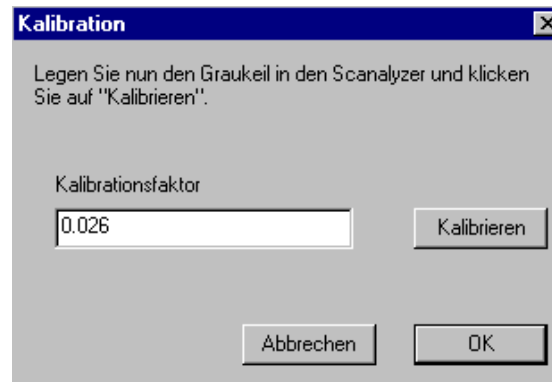 Kalibration
Legen Sie nun den Graukeil in den Scanalyzer und klicken
Sie auf "Kalibrieren".
Kalibrationsfaktor
0.026
Kalibrieren
Abbrechen
OK